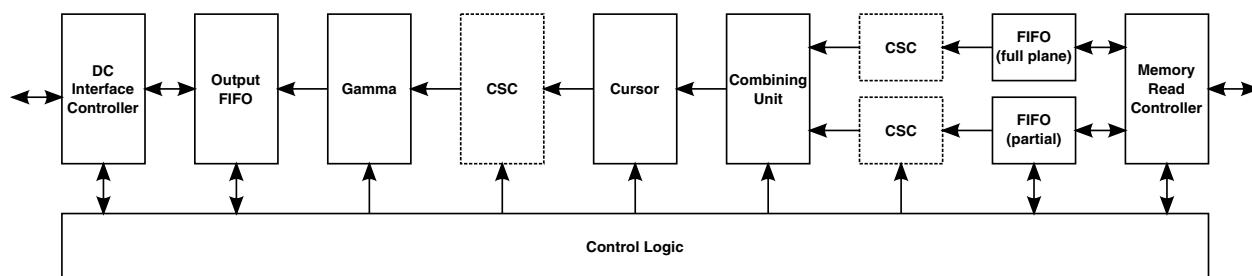 DC
Interface
Controller
Output
FIFO
Gamma
CSC
Cursor
Combining
Unit
CSC
CSC
FIFO
(full plane)
FIFO
(partial)
Memory
Read
Controller
Control Logic